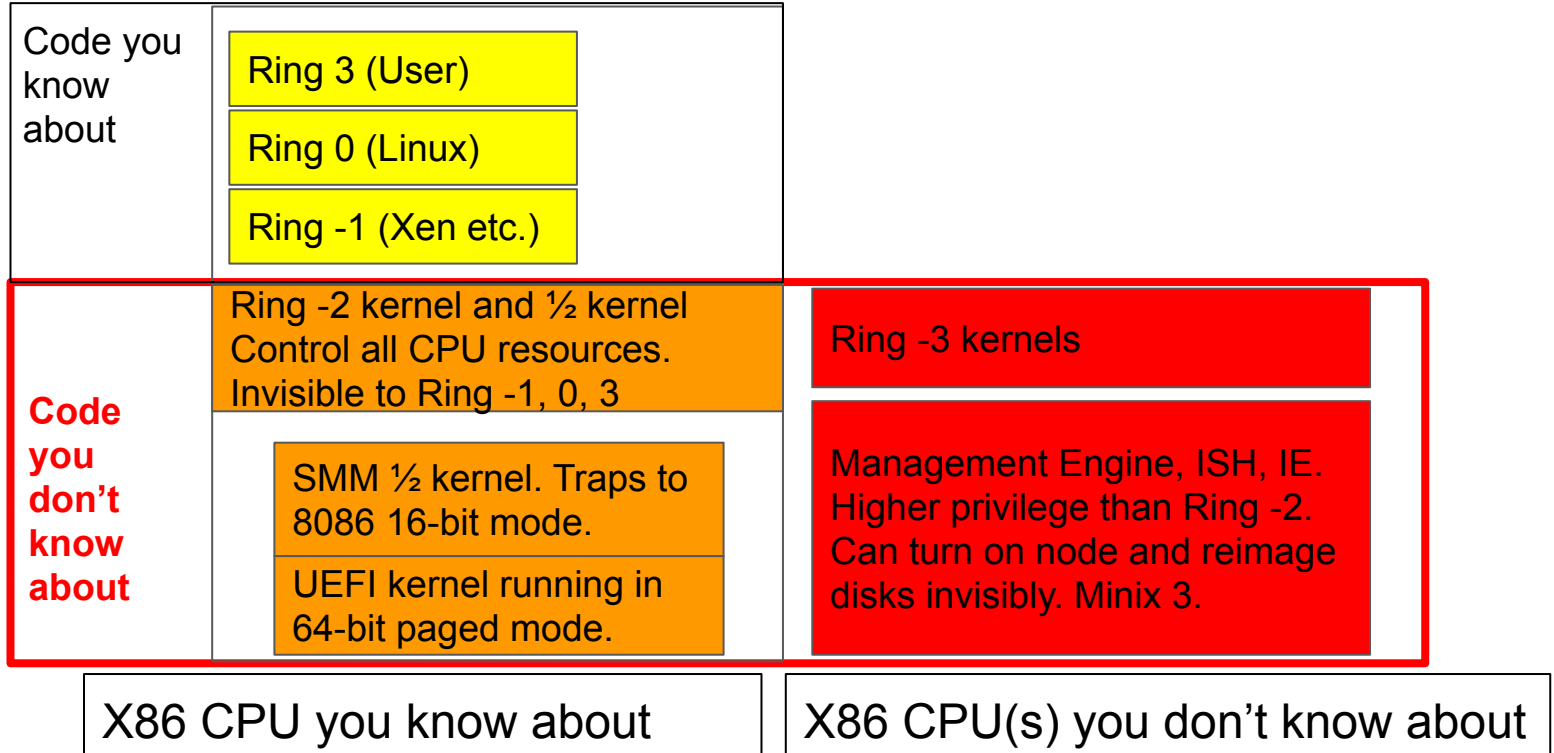 Code you
know
about
Ring 3 (User)
Ring 0 (Linux)
Ring -1 (Xen etc.)
Code
you
don’t
know
about
Ring -2 kernel and ½ kernel
Control all CPU resources.
Invisible to Ring -1, 0, 3
SMM ½ kernel. Traps to
8086 16-bit mode.
UEFI kernel running in
64-bit paged mode.
Ring -3 kernels
Management Engine, ISH, IE.
Higher privilege than Ring -2.
Can turn on node and reimage
disks invisibly. Minix 3.
X86 CPU you know about
X86 CPU(s) you don’t know about